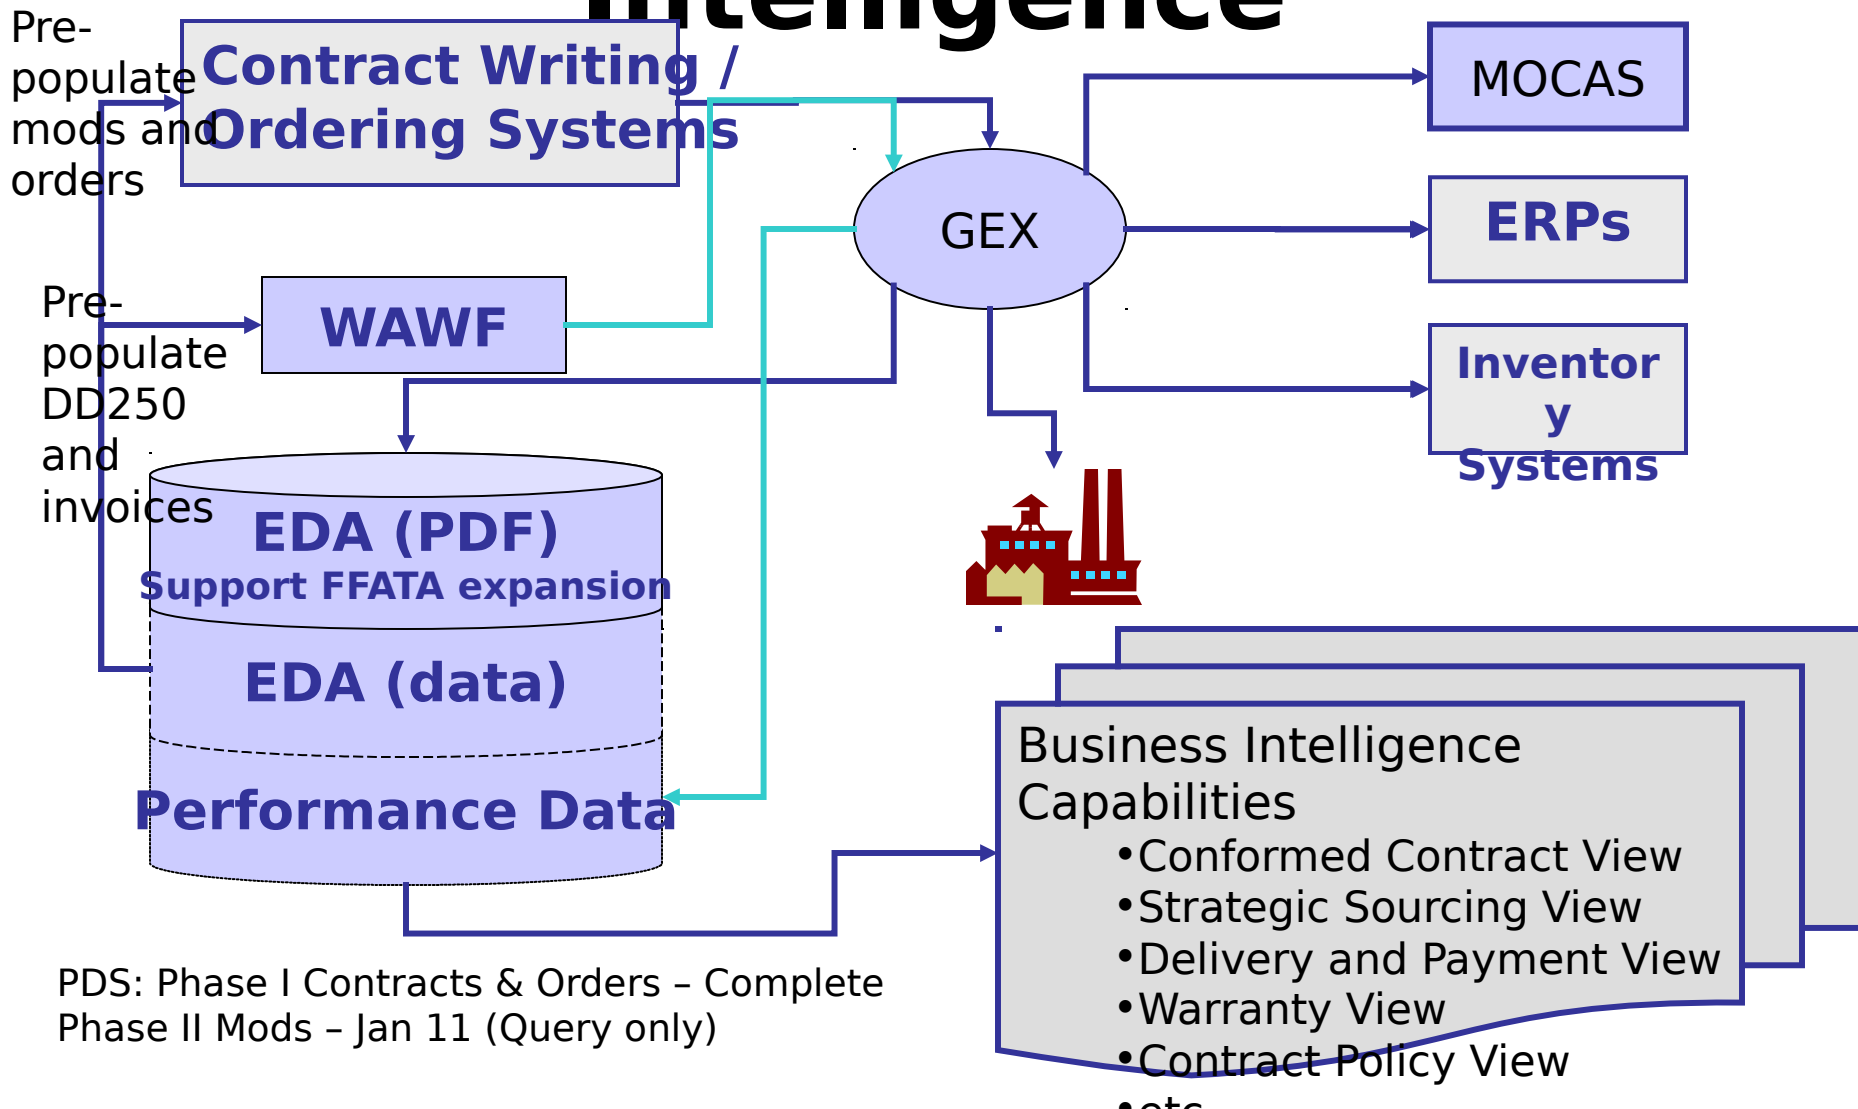 Intelligence
Pre-
populate
mods and
orders
Contract Writing /
Ordering Systems
MOCAS
GEX
ERPs
Pre-
populate
DD250
and
invoices
WAWF
Inventor
y
Systems
EDA (PDF)
Support FFATA expansion
EDA (data)
Performance Data
Business Intelligence
Capabilities
•Conformed Contract View
•Strategic Sourcing View
•Delivery and Payment View
•Warranty View
•Contract Policy View
•etc
PDS: Phase I Contracts & Orders – Complete
Phase II Mods – Jan 11 (Query only)